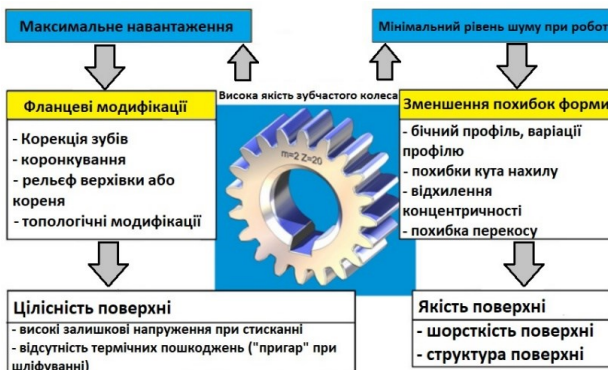 Максимальне навантаження
Мінімальний рівень шуму при робот
Висока якість зубчастого колеса
Фланцеві модифікації
- Корекція зубів
- коронкування
- рельєф верхівки або
кореня
- топологічні модифікації
m=2 Z=20
Зменшення похибок форми
- бічний профіль, варіації
профілю
- похибки кута нахилу
- відхилення
концентричності
- похибка перекосу
Цілісність поверхні
- високі залишкові напруження при стисканні
- відсутність термічних пошкоджень ("пригар" при
шліфуванні)
Якість поверхні
- шорсткість поверхні
- структура поверхні